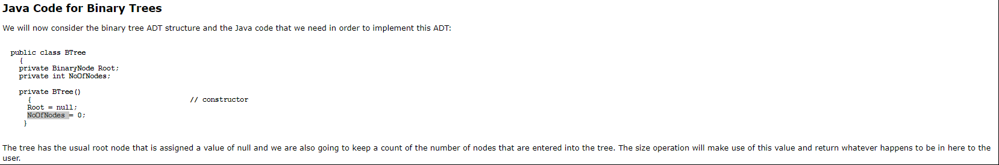 Java Code for Binary Trees
We will now consider the binary tree ADT structure and the Java code that we need in order to implement this ADT:
public class BTree
{
private BinaryNode Root;
private int NoOfNodes;
private BTree()
{ // constructor
Root = null;
NoOfNodes = 0;
}
The tree has the usual root node that is assigned a value of null and we are also going to keep a count of the number of nodes that are entered into the tree. The size operation will make use of this value and return whatever happens to be in here to the
user.